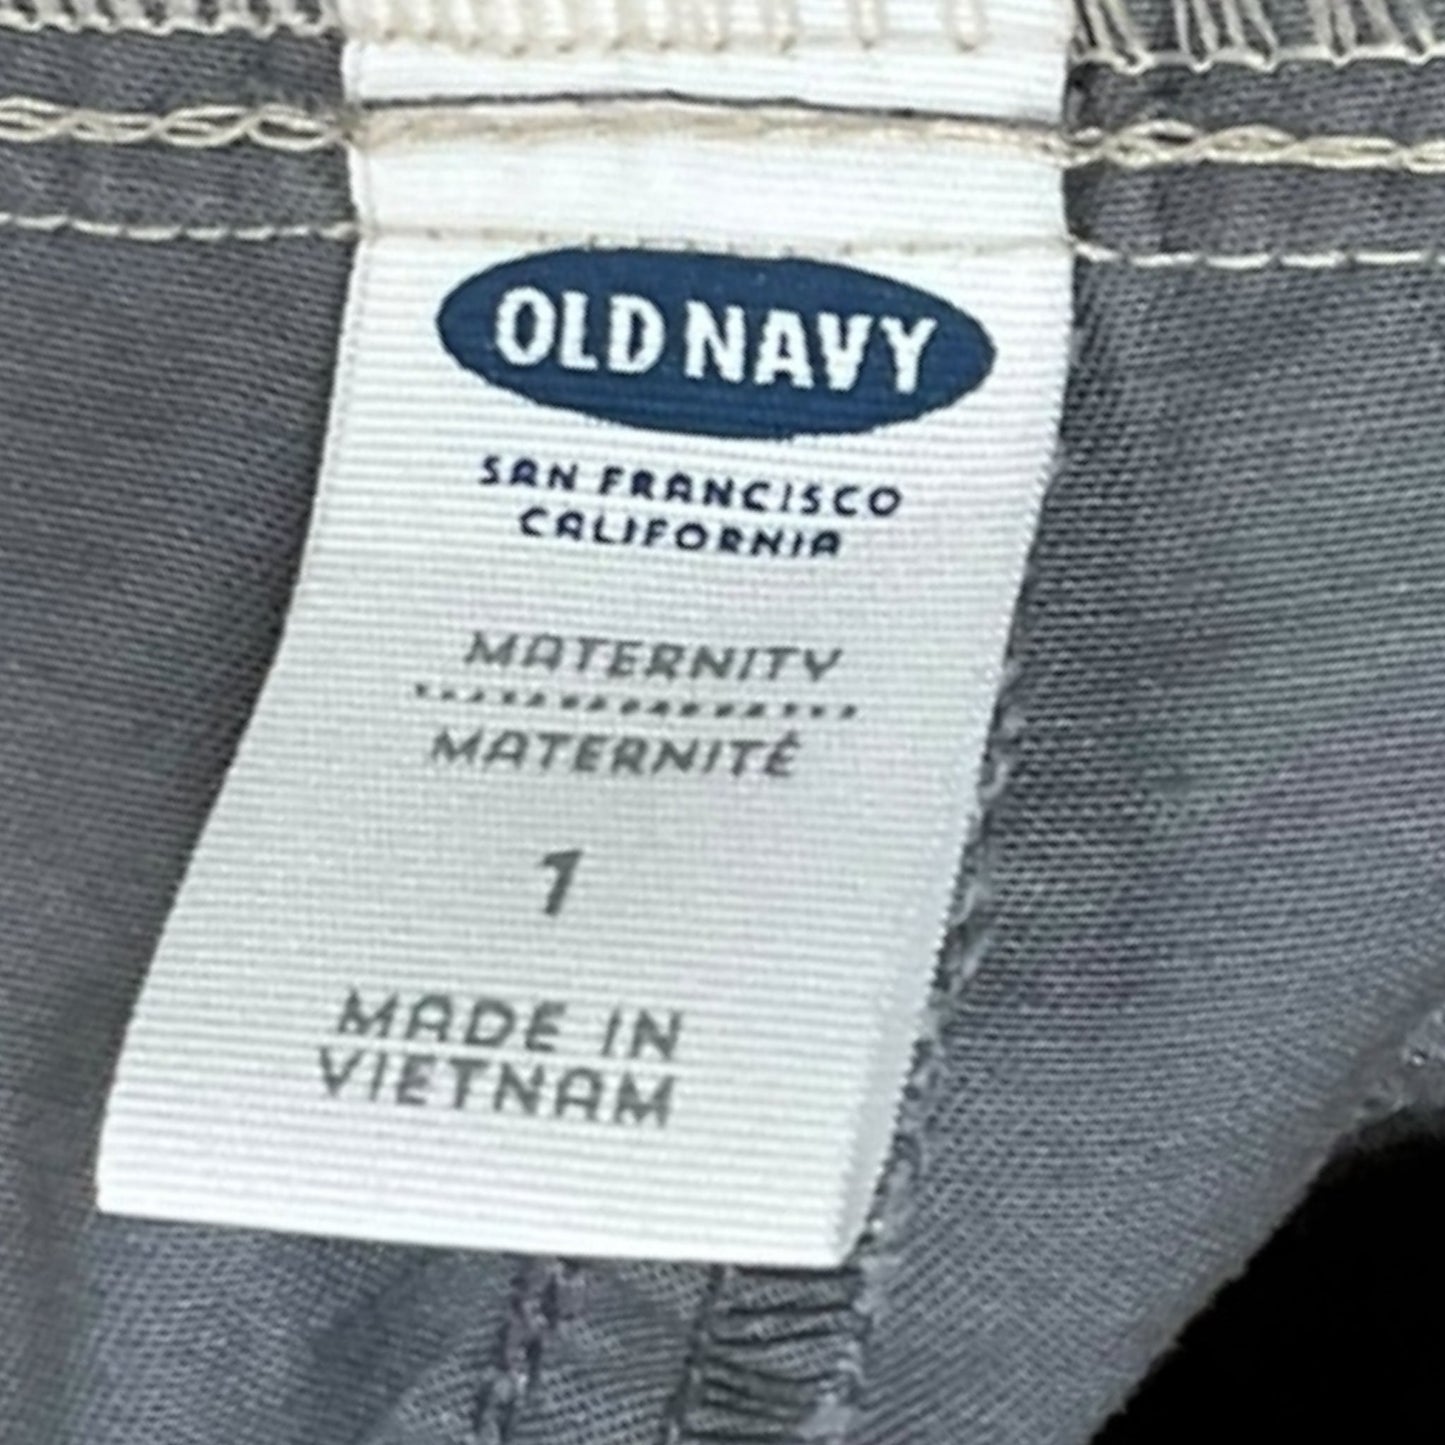 OLD NAVY
SAN FRANCISCO
CALIFORNIA
MATERNITY
MATERNITÉ
1
MADE IN
VIETNAM